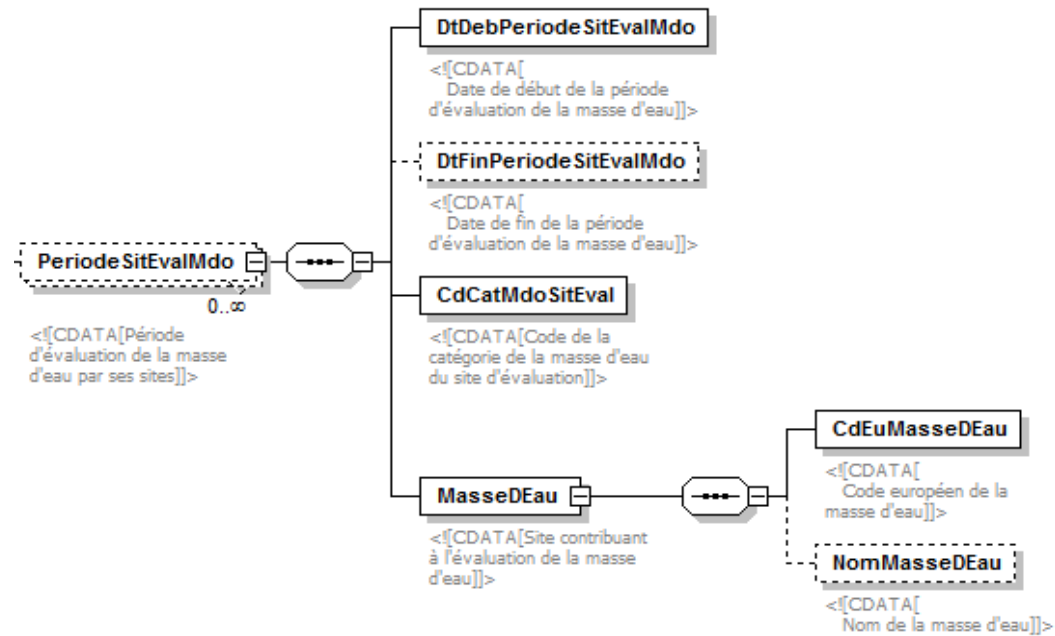 DtDebPeriodeSitEvalMdo
<![CDATA[
Date de début de la période
d'évaluation de la masse d'eau]]>
DtFinPeriodeSitEvalMdo
<![CDATA[
Date de fin de la période
d'évaluation de la masse d'eau]]>
PeriodeSitEvalMdo
0..∞
<![CDATA[Période
d'évaluation de la masse
d'eau par ses sites]]>
CdCatMdoSitEval
<![CDATA[Code de la
catégorie de la masse d'eau
du site d'évaluation]]>
MasseDEau
<![CDATA[Site contribuant
à l'évaluation de la masse
d'eau]]>
CdEuMasseDEau
<![CDATA[
Code européen de la
masse d'eau]]>
NomMasseDEau
<![CDATA[
Nom de la masse d'eau]]>